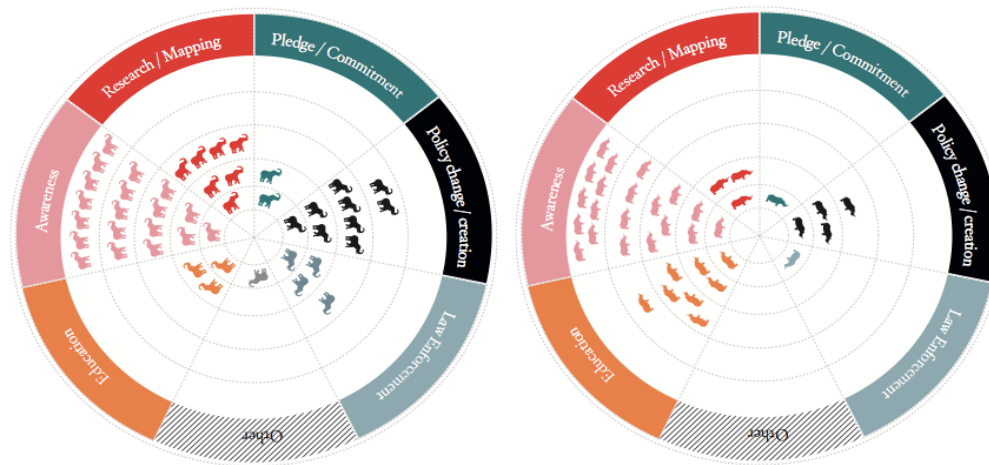 Research / Mapping
Pledge / Commitment
Policy change / creation
Law Enforcement
Other
Education
Awareness
Research / Mapping
Pledge / Commitment
Policy change / creation
Law Enforcement
Other
Education
Awareness